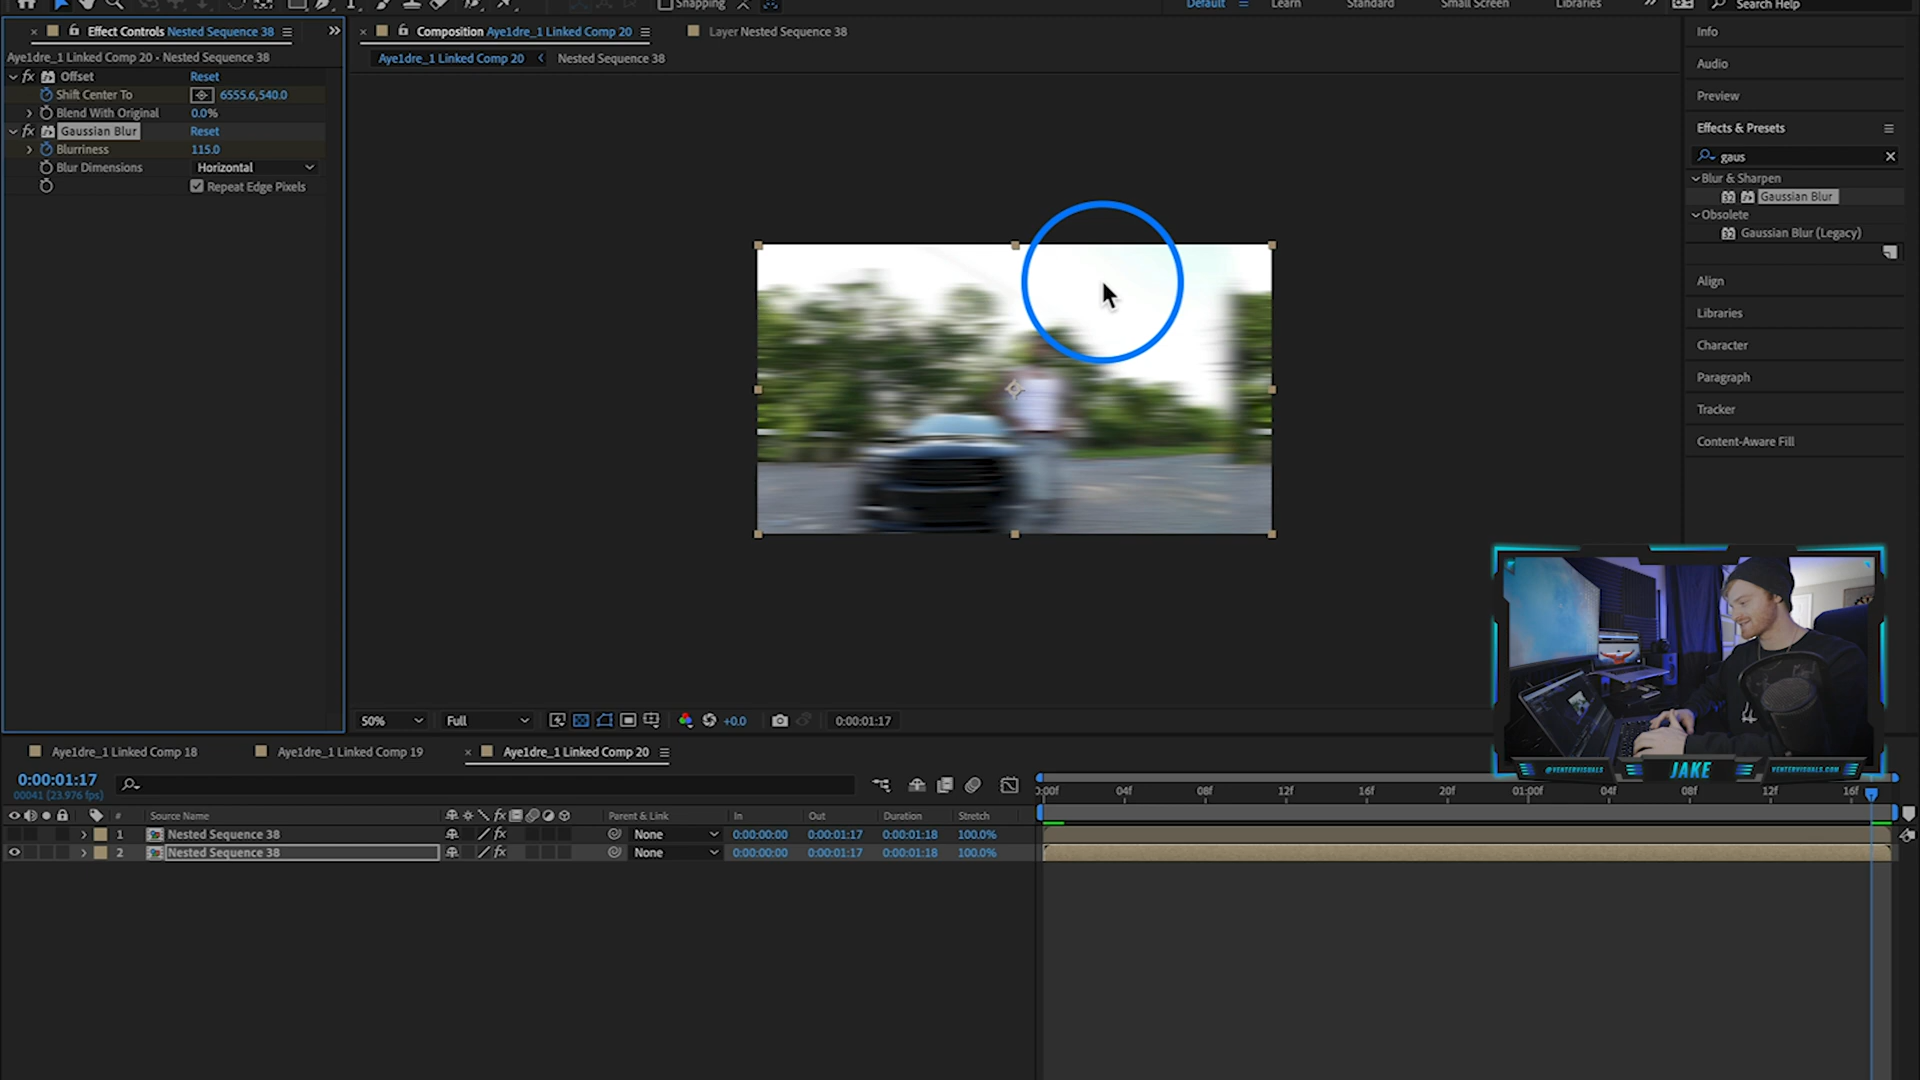 Snapping
Default
Learn
Standard
Small Screen
Libraries
Search Help
Effect Controls Nested Sequence 38
Composition Aye1dre_1 Linked Comp 20
Layer Nested Sequence 38
Aye1dre_1 Linked Comp 20 • Nested Sequence 38
Aye1dre_1 Linked Comp 20
Nested Sequence 38
fx Offset Reset
Shift Center To 6555.6,540.0
Blend With Original 0.0%
fx Gaussian Blur Reset
Blurriness 115.0
Blur Dimensions Horizontal
Repeat Edge Pixels
Info
Audio
Preview
Effects & Presets
gaus
Blur & Sharpen
32 Gaussian Blur
Obsolete
32 Gaussian Blur (Legacy)
Align
Libraries
Character
Paragraph
Tracker
Content-Aware Fill
@VENTERVISUALS JAKE VENTERVISUALS.COM
50% Full +0.0 0:00:01:17
Aye1dre_1 Linked Comp 18
Aye1dre_1 Linked Comp 19
Aye1dre_1 Linked Comp 20
0:00:01:17
00041 (23.976 fps)
:00f 04f 08f 12f 16f 20f 01:00f 04f 08f 12f 16f
# Source Name fx Parent & Link In Out Duration Stretch
1 Nested Sequence 38 fx None 0:00:00:00 0:00:01:17 0:00:01:18 100.0%
2 Nested Sequence 38 fx None 0:00:00:00 0:00:01:17 0:00:01:18 100.0%